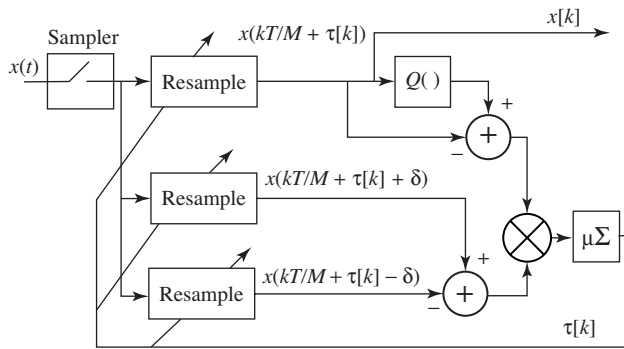 x(kT/M + τ[k])
x[k]
Sampler
x(t)
Resample
Q( )
+
−
+
x(kT/M + τ[k] + δ)
Resample
μΣ
x(kT/M + τ[k] − δ)
+
Resample
−
+
τ[k]